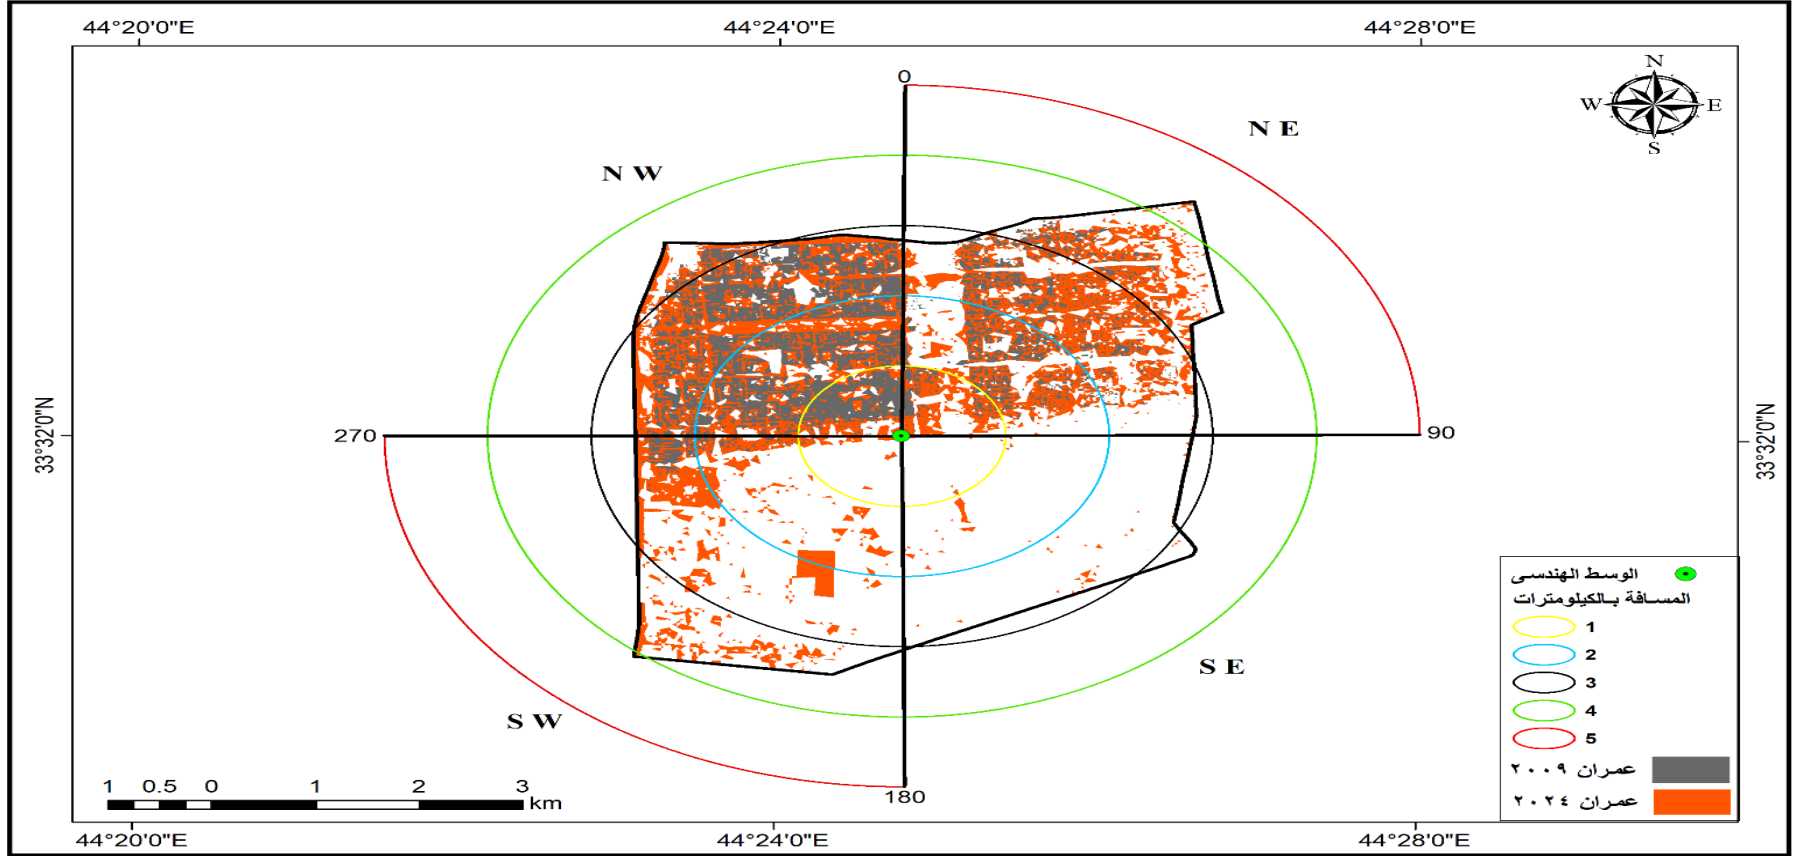 44°20'0"E 44°24'0"E 44°28'0"E
0
N
W E
S
N E
N W
33°32'0"N
270
90
33°32'0"N
الوسط الهندسى
المسافة بالكيلومترات
1
2
3
4
5
عمران ٢٠٠٩
عمران ٢٠٢٤
S E
S W
180
1 0.5 0 1 2 3
km
44°20'0"E 44°24'0"E 44°28'0"E